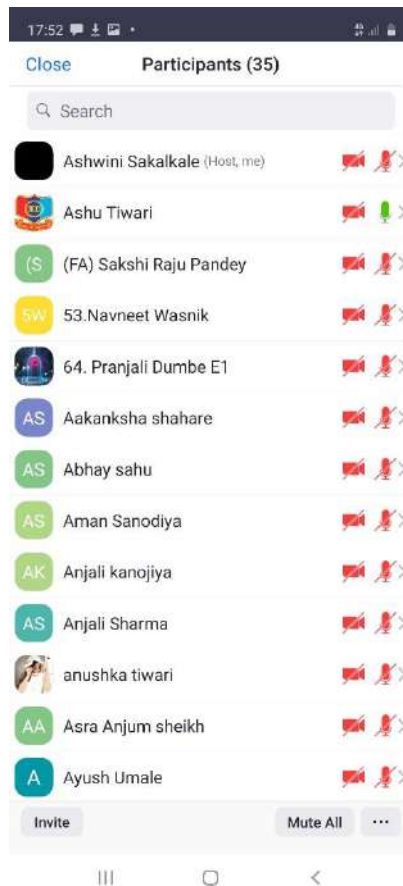 17:52
Close Participants (35)
Search
Ashwini Sakalkale (Host, me)
Ashu Tiwari
(S (FA) Sakshi Raju Pandey
5W 53.Navneet Wasnik
64. Pranjali Dumbe E1
AS Aakanksha shahare
AS Abhay sahu
AS Aman Sanodiya
AK Anjali kanojiya
AS Anjali Sharma
anushka tiwari
AA Asra Anjum sheikh
A Ayush Umale
Invite Mute All ...